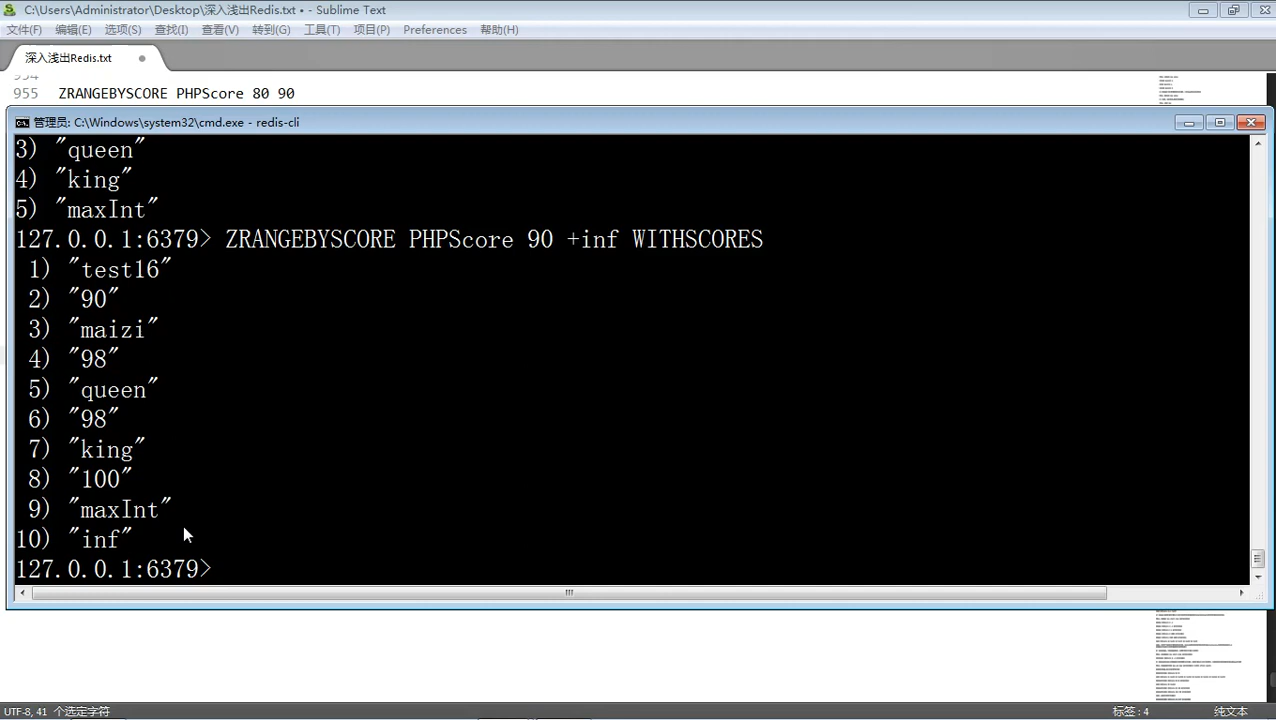 C:\Users\Administrator\Desktop\深入浅出Redis.txt • - Sublime Text
文件(F) 编辑(E) 选项(S) 查找(I) 查看(V) 转到(G) 工具(T) 项目(P) Preferences 帮助(H)
深入浅出Redis.txt
954
955 ZRANGEBYSCORE PHPScore 80 90
员: C:\Windows\system32\cmd.exe - redis-cli
3) "queen"
4) "king"
5) "maxInt"
127.0.0.1:6379> ZRANGEBYSCORE PHPScore 90 +inf WITHSCORES
1) "test16"
2) "90"
3) "maizi"
4) "98"
5) "queen"
6) "98"
7) "king"
8) "100"
9) "maxInt"
10) "inf"
127.0.0.1:6379>
个选定字符 标签: 4 纯文本